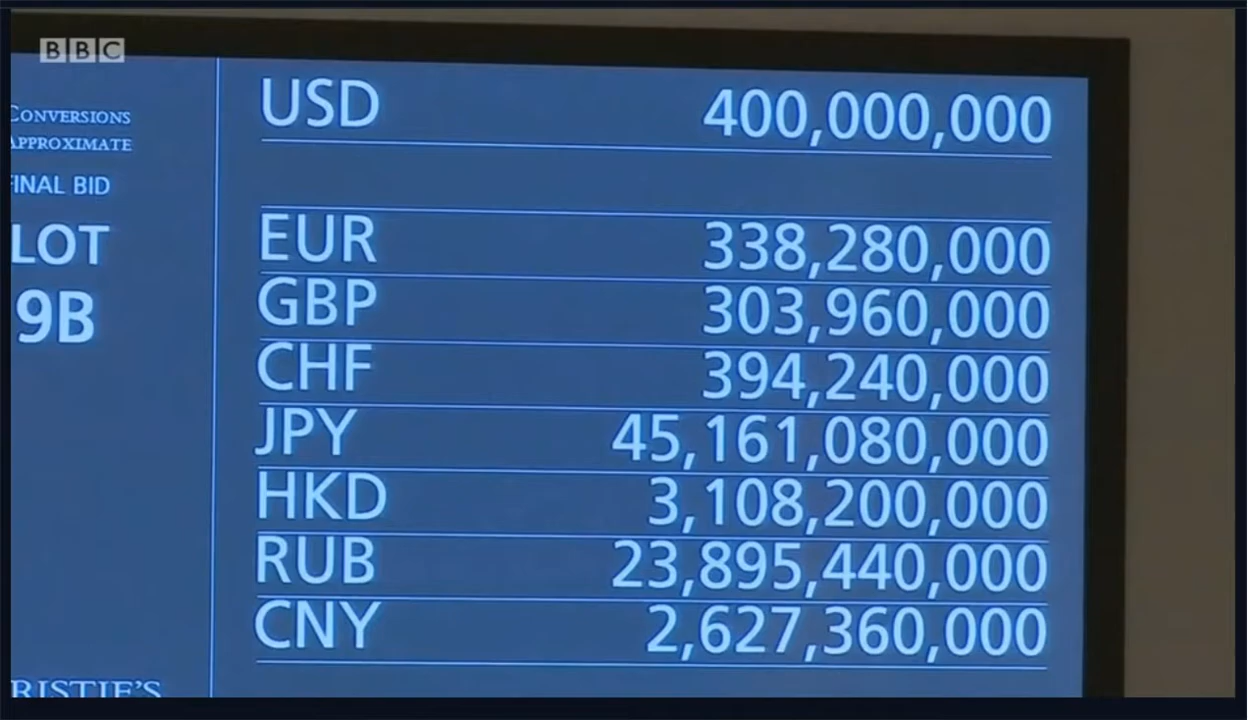 BBC
CONVERSIONS
APPROXIMATE
FINAL BID
LOT
9B
USD 400,000,000
EUR 338,280,000
GBP 303,960,000
CHF 394,240,000
JPY 45,161,080,000
HKD 3,108,200,000
RUB 23,895,440,000
CNY 2,627,360,000
RISTIE'S